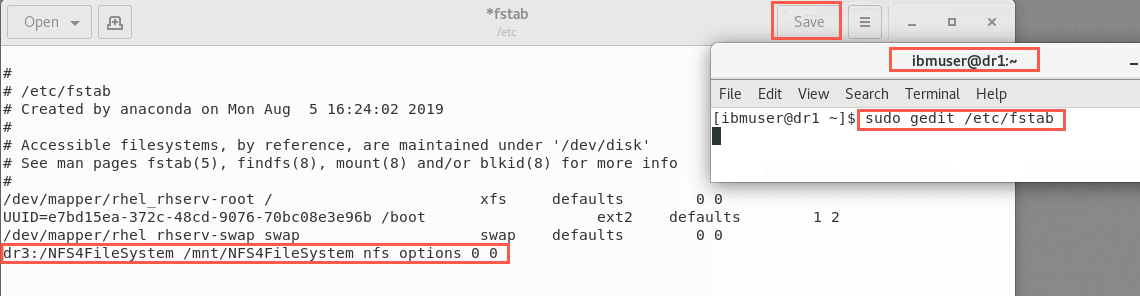 Open
*fstab
/etc
Save
#
# /etc/fstab
# Created by anaconda on Mon Aug  5 16:24:02 2019
#
# Accessible filesystems, by reference, are maintained under '/dev/disk'
# See man pages fstab(5), findfs(8), mount(8) and/or blkid(8) for more info
#
/dev/mapper/rhel_rhserv-root /                       xfs     defaults        0 0
UUID=e7bd15ea-372c-48cd-9076-70bc08e3e96b /boot                   ext2    defaults        1 2
/dev/mapper/rhel_rhserv-swap swap                    swap    defaults        0 0
dr3:/NFS4FileSystem /mnt/NFS4FileSystem nfs options 0 0
ibmuser@dr1:~
File Edit View Search Terminal Help
[ibmuser@dr1 ~]$ sudo gedit /etc/fstab